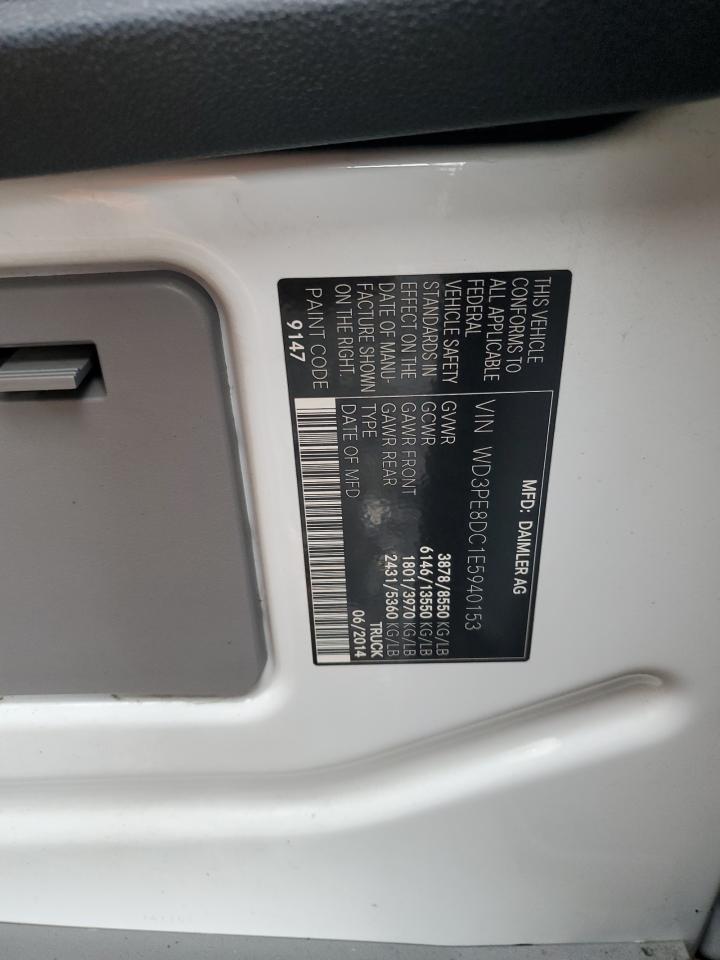 MFD: DAIMLER AG
VIN WD3PE8DC1E5940153
THIS VEHICLE
CONFORMS TO
ALL APPLICABLE
FEDERAL
VEHICLE SAFETY
STANDARDS IN
EFFECT ON THE
DATE OF MANU-
FACTURE SHOWN
ON THE RIGHT
PAINT CODE
9147
GVWR 3878/8550 KG/LB
GCWR 6146/13550 KG/LB
GAWR FRONT 1801/3970 KG/LB
GAWR REAR 2431/5360 KG/LB
TYPE TRUCK
DATE OF MFD 06/2014